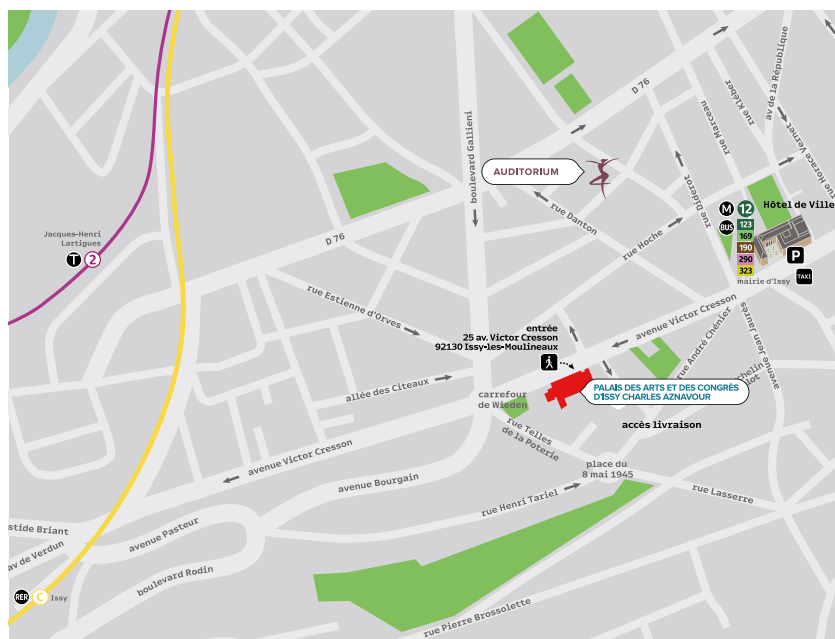 D 76
av de la République
rue Kléber
rue Marceau
rue Horace Vernet
boulevard Gallieni
AUDITORIUM
rue Diderot
M 12
Hôtel de Ville
BUS 123
169
190
290
323
P
TAXI
mairie d'Issy
rue Danton
rue Hoche
Jacques-Henri
Lartigues
T 2
D 76
rue Estienne d'Orves
avenue Victor Cresson
entrée
25 av. Victor Cresson
92130 Issy-les-Moulineaux
rue André Chénier
avenue Jean Jaurès
PALAIS DES ARTS ET DES CONGRÈS
D'ISSY CHARLES AZNAVOUR
allée des Citeaux
carrefour
de Wieden
accès livraison
rue Telles
de la Poterie
avenue Victor Cresson
place du
8 mai 1945
avenue Bourgain
rue Lasserre
rue Henri Tariel
Briant
avenue Pasteur
av de Verdun
boulevard Rodin
RER C Issy
rue Pierre Brossolette